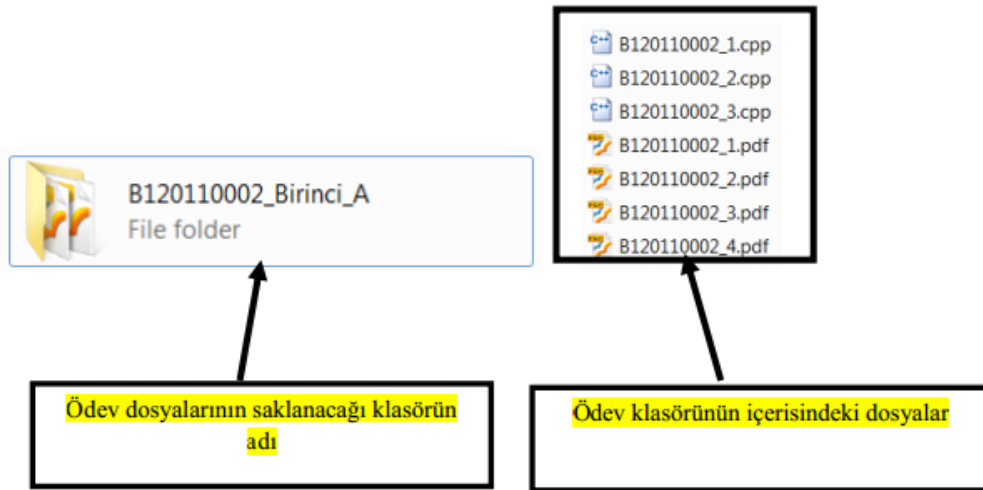 B120110002_1.cpp
B120110002_2.cpp
B120110002_3.cpp
B120110002_1.pdf
B120110002_2.pdf
B120110002_3.pdf
B120110002_4.pdf
B120110002_Birinci_A
File folder
Ödev dosyalarının saklanacağı klasörün
adı
Ödev klasörünün içerisindeki dosyalar